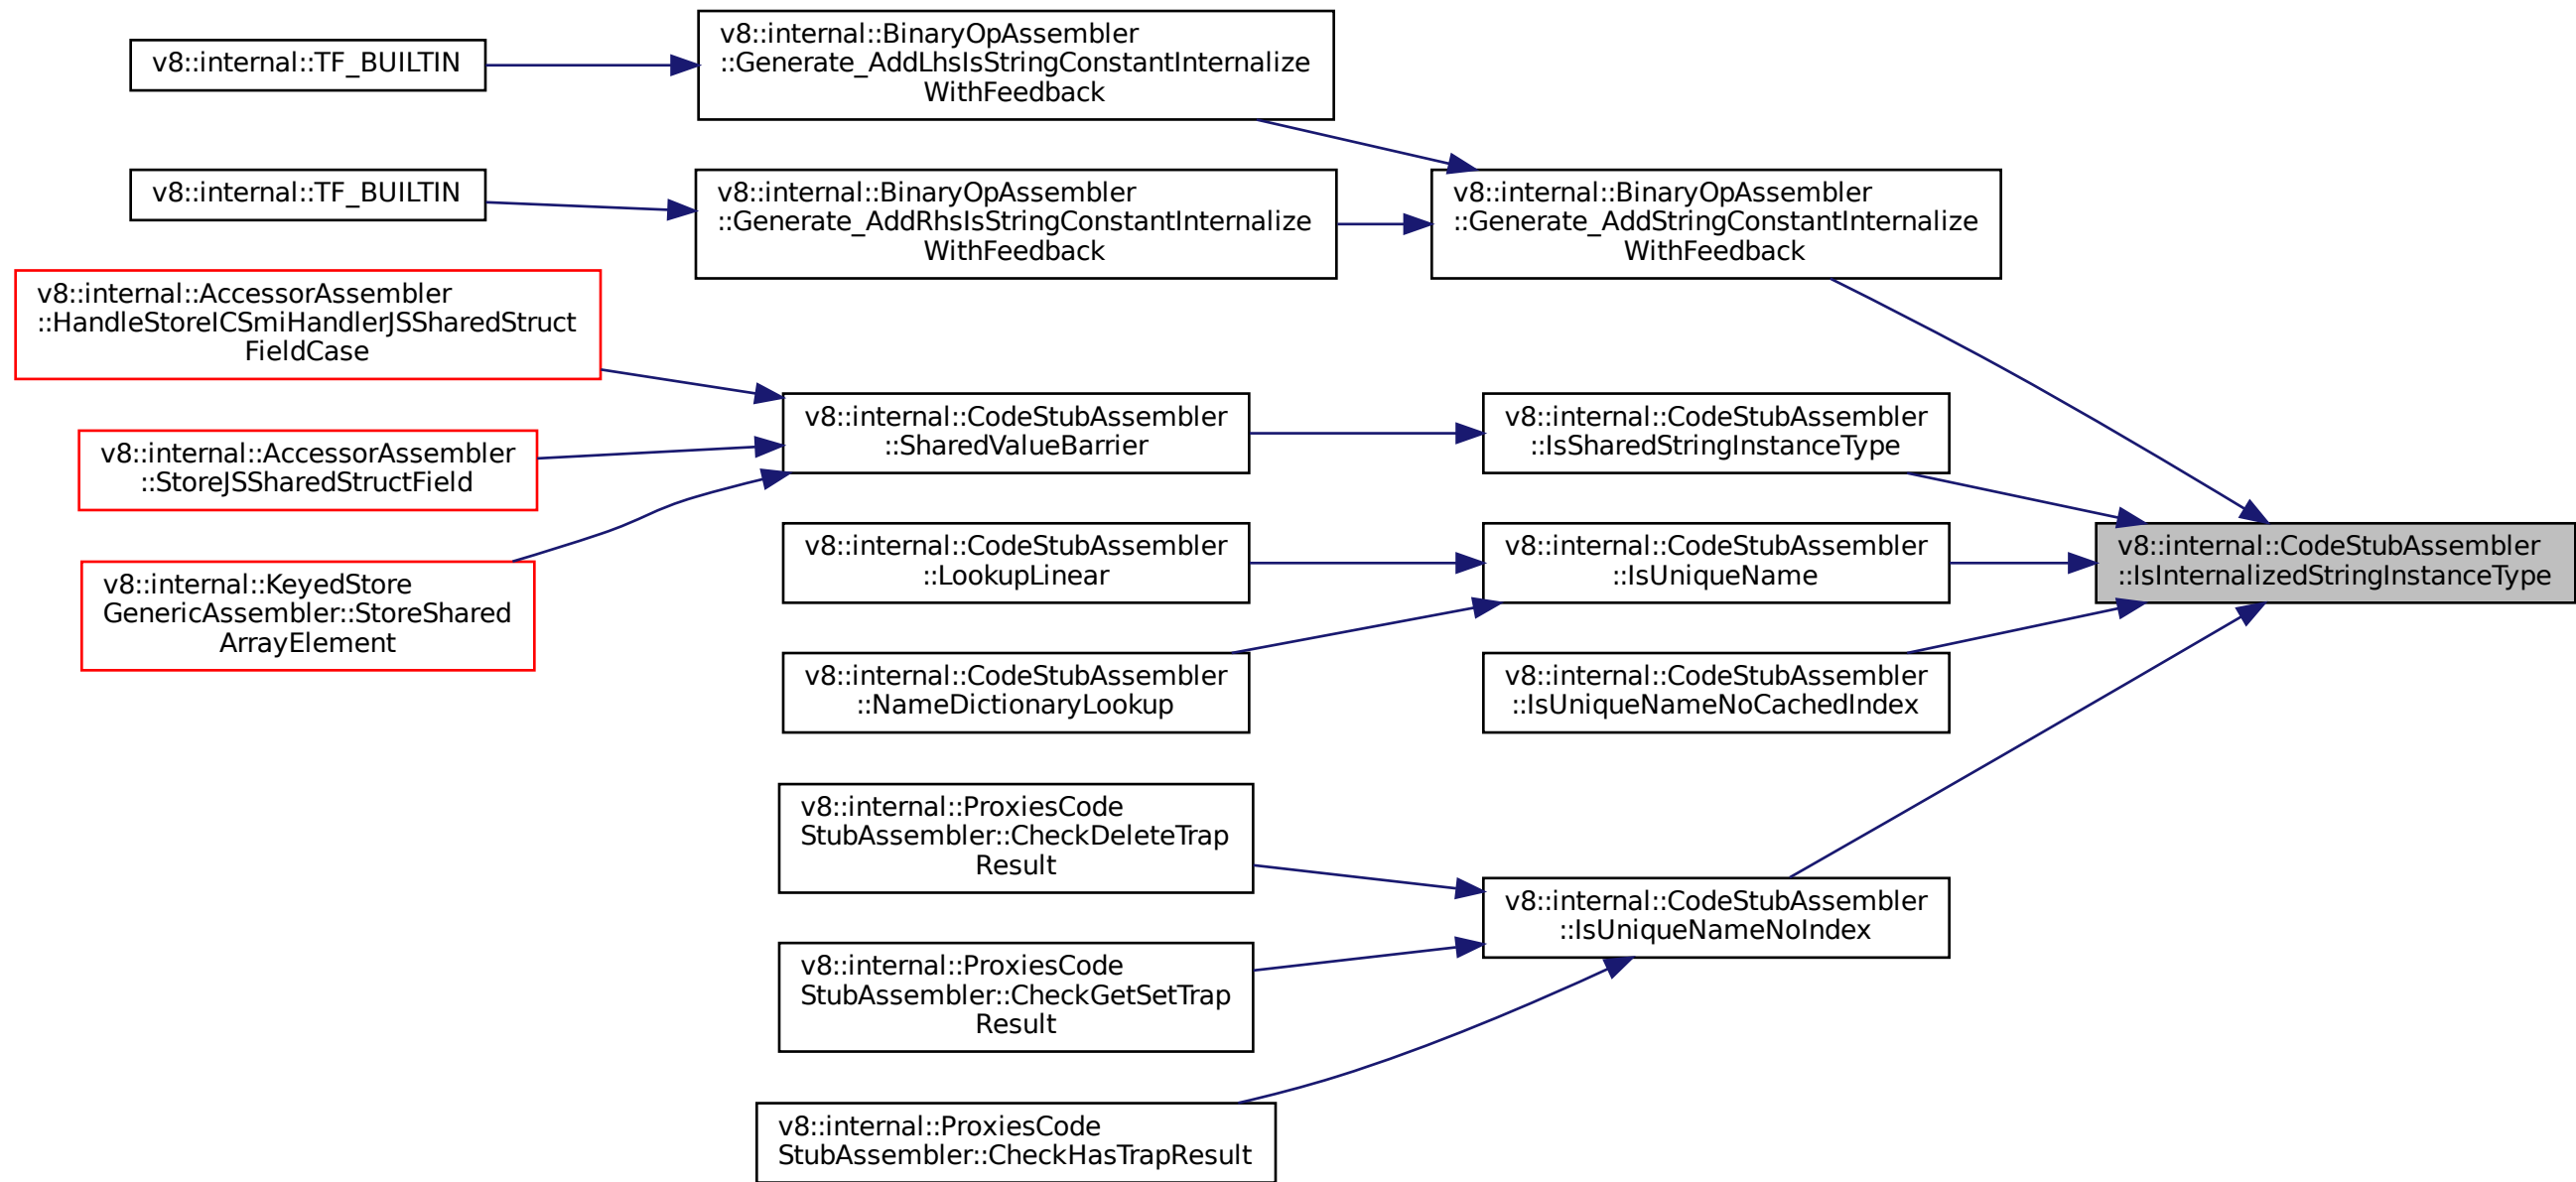 v8::internal::TF_BUILTIN
v8::internal::BinaryOpAssembler
::Generate_AddLhsIsStringConstantInternalize
WithFeedback
v8::internal::TF_BUILTIN
v8::internal::BinaryOpAssembler
::Generate_AddRhsIsStringConstantInternalize
WithFeedback
v8::internal::BinaryOpAssembler
::Generate_AddStringConstantInternalize
WithFeedback
v8::internal::AccessorAssembler
::HandleStoreICSmiHandlerJSSharedStruct
FieldCase
v8::internal::AccessorAssembler
::StoreJSSharedStructField
v8::internal::KeyedStore
GenericAssembler::StoreShared
ArrayElement
v8::internal::CodeStubAssembler
::SharedValueBarrier
v8::internal::CodeStubAssembler
::IsSharedStringInstanceType
v8::internal::CodeStubAssembler
::LookupLinear
v8::internal::CodeStubAssembler
::IsUniqueName
v8::internal::CodeStubAssembler
::IsInternalizedStringInstanceType
v8::internal::CodeStubAssembler
::NameDictionaryLookup
v8::internal::CodeStubAssembler
::IsUniqueNameNoCachedIndex
v8::internal::ProxiesCode
StubAssembler::CheckDeleteTrap
Result
v8::internal::CodeStubAssembler
::IsUniqueNameNoIndex
v8::internal::ProxiesCode
StubAssembler::CheckGetSetTrap
Result
v8::internal::ProxiesCode
StubAssembler::CheckHasTrapResult